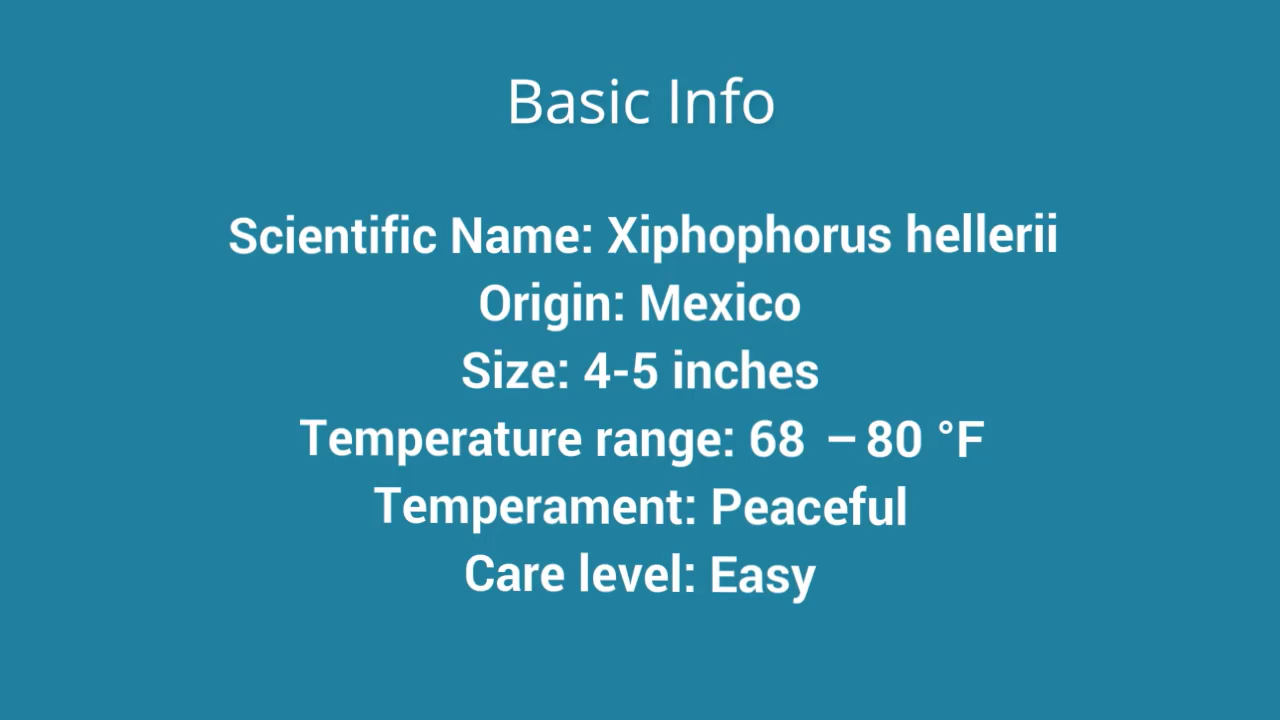 Basic Info
Scientific Name: Xiphophorus hellerii
Origin: Mexico
Size: 4-5 inches
Temperature range: 68 – 80 °F
Temperament: Peaceful
Care level: Easy